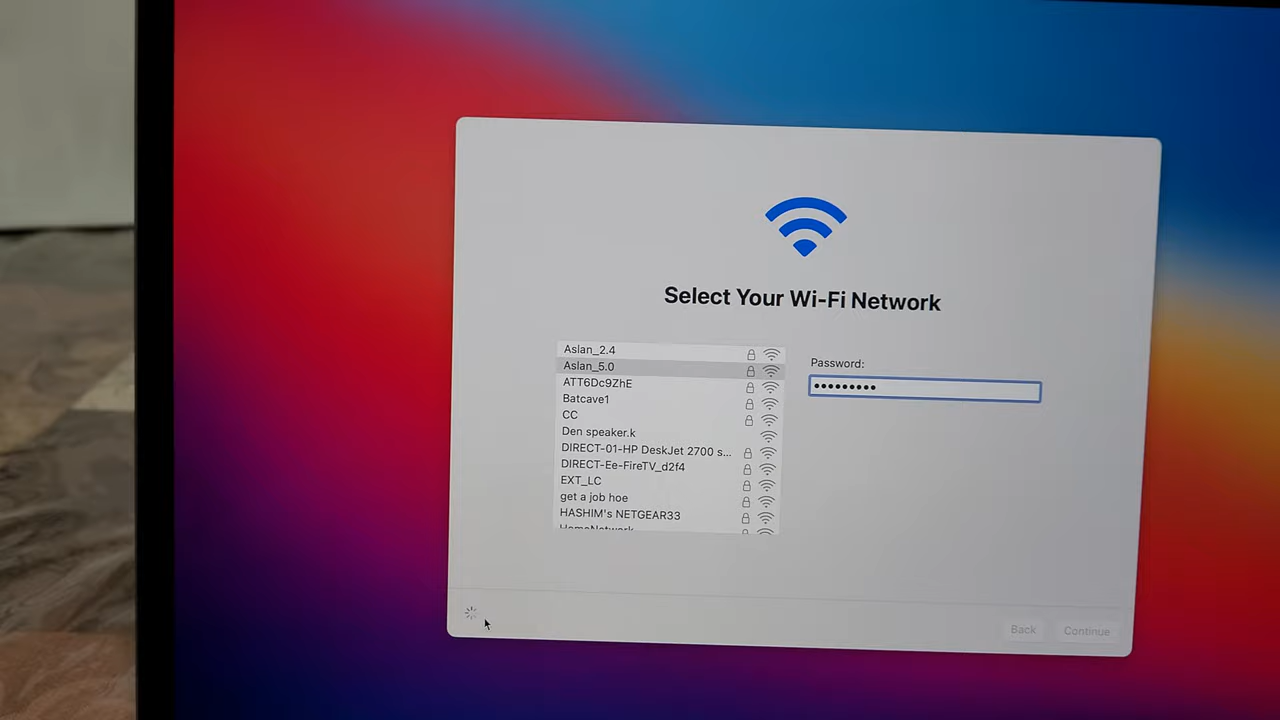 Select Your Wi-Fi Network
Aslan_2.4
Aslan_5.0
ATT6Dc9ZhE
Batcave1
CC
Den speaker.k
DIRECT-01-HP DeskJet 2700 s...
DIRECT-Ee-FireTV_d2f4
EXT_LC
get a job hoe
HASHIM's NETGEAR33
HomeNetwork
Password:
•••••••••
Back
Continue